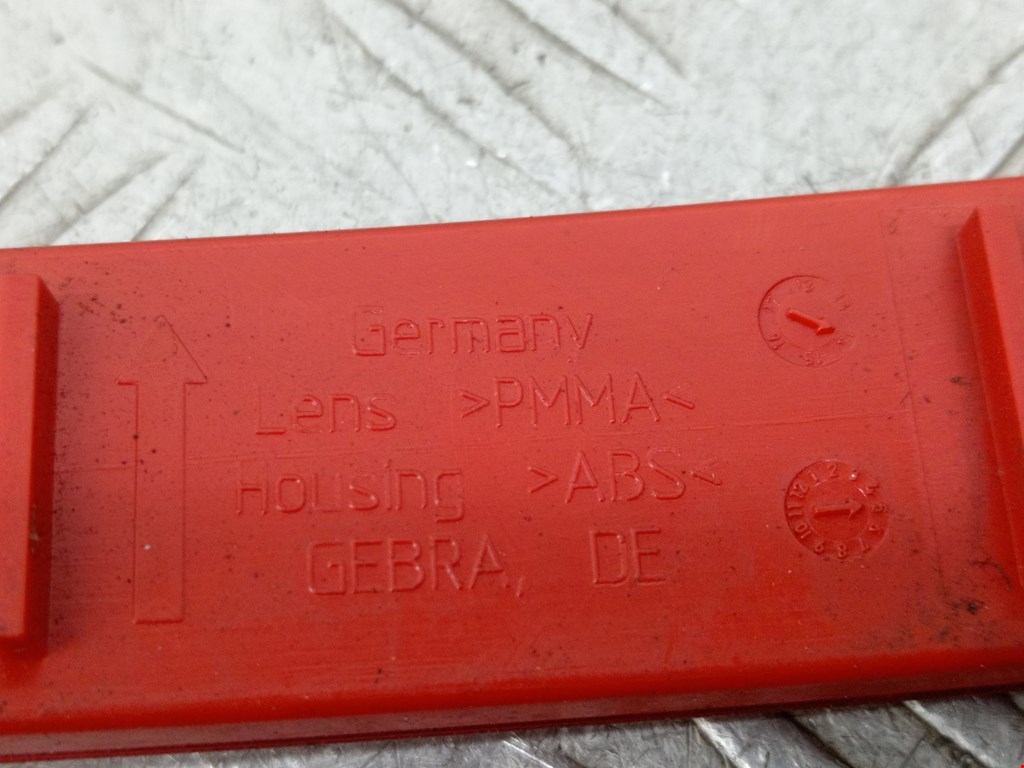 Germany
Lens >PMMA<
Housing >ABS<
GEBRA, DE